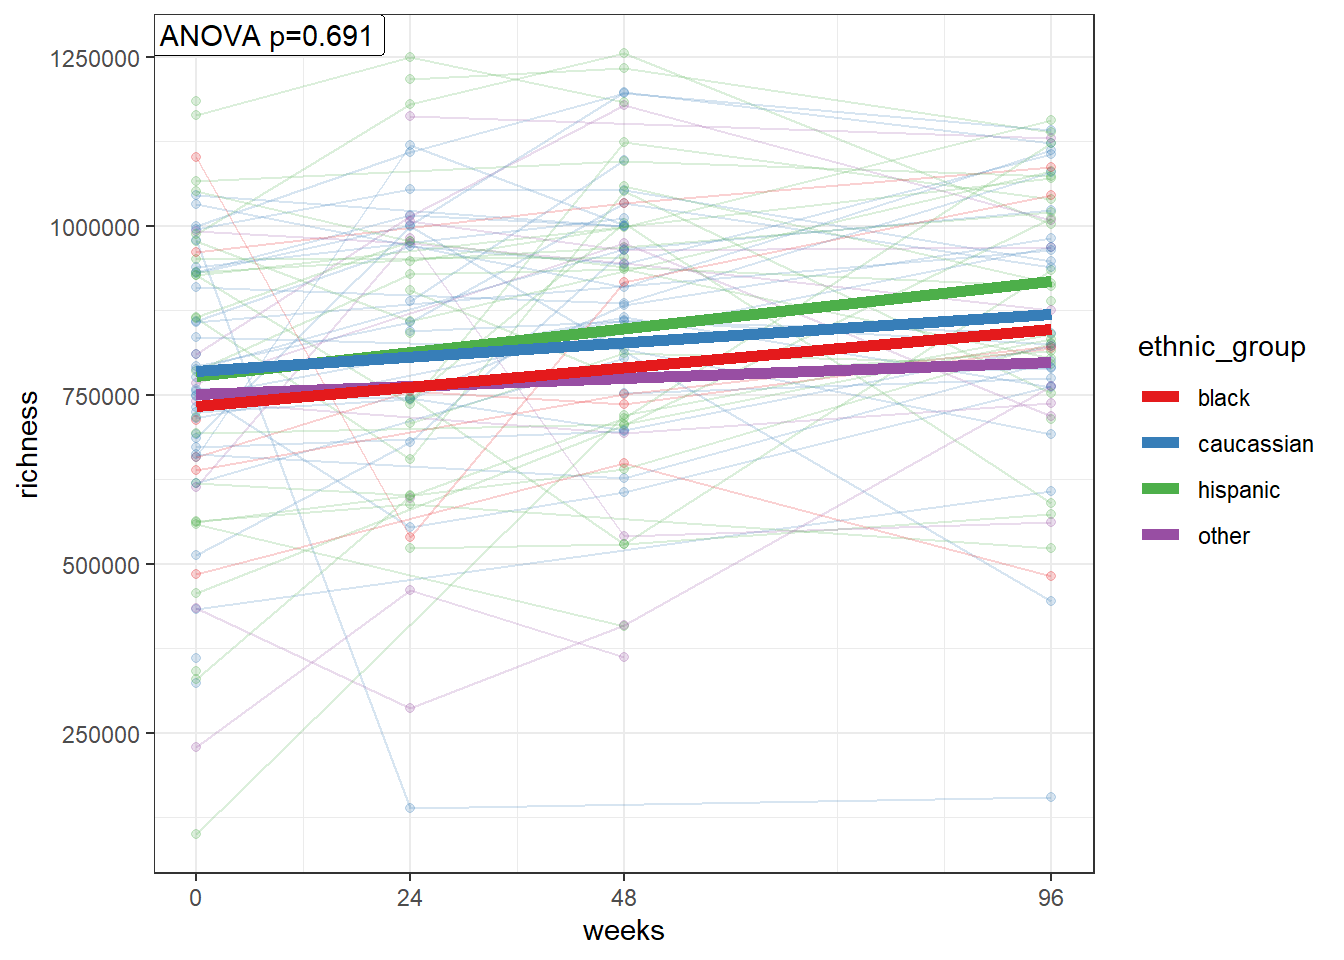 ANOVA p=0.691
1250000
1000000
750000
500000
250000
richness
0 24 48 96
weeks
ethnic_group
black
caucassian
hispanic
other